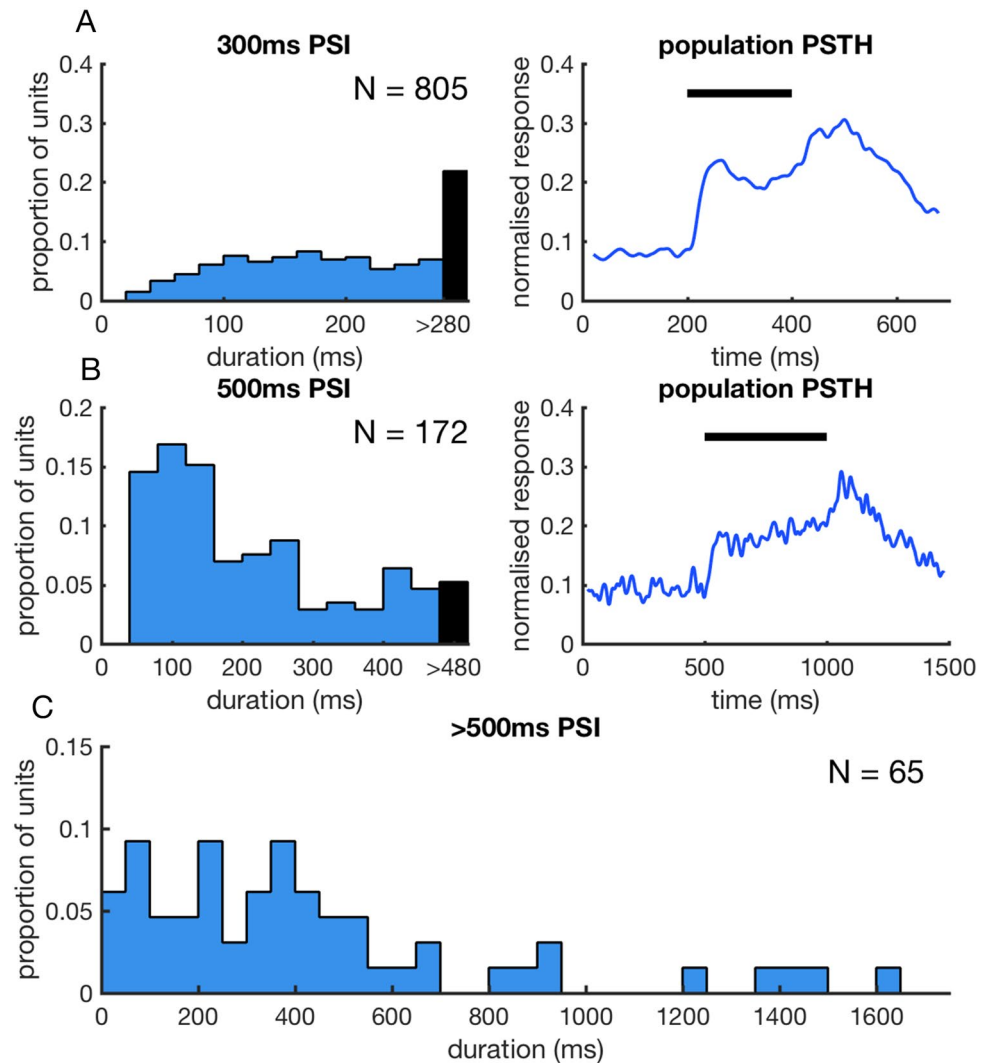 A
300ms PSI
N = 805
proportion of units
0.4
0.3
0.2
0.1
0
0 100 200 >280
duration (ms)
population PSTH
normalised response
0.4
0.3
0.2
0.1
0
0 200 400 600
time (ms)
B
500ms PSI
N = 172
proportion of units
0.2
0.15
0.1
0.05
0
0 100 200 300 400 >480
duration (ms)
population PSTH
normalised response
0.4
0.3
0.2
0.1
0
0 500 1000 1500
time (ms)
C
>500ms PSI
N = 65
proportion of units
0.15
0.1
0.05
0
0 200 400 600 800 1000 1200 1400 1600
duration (ms)